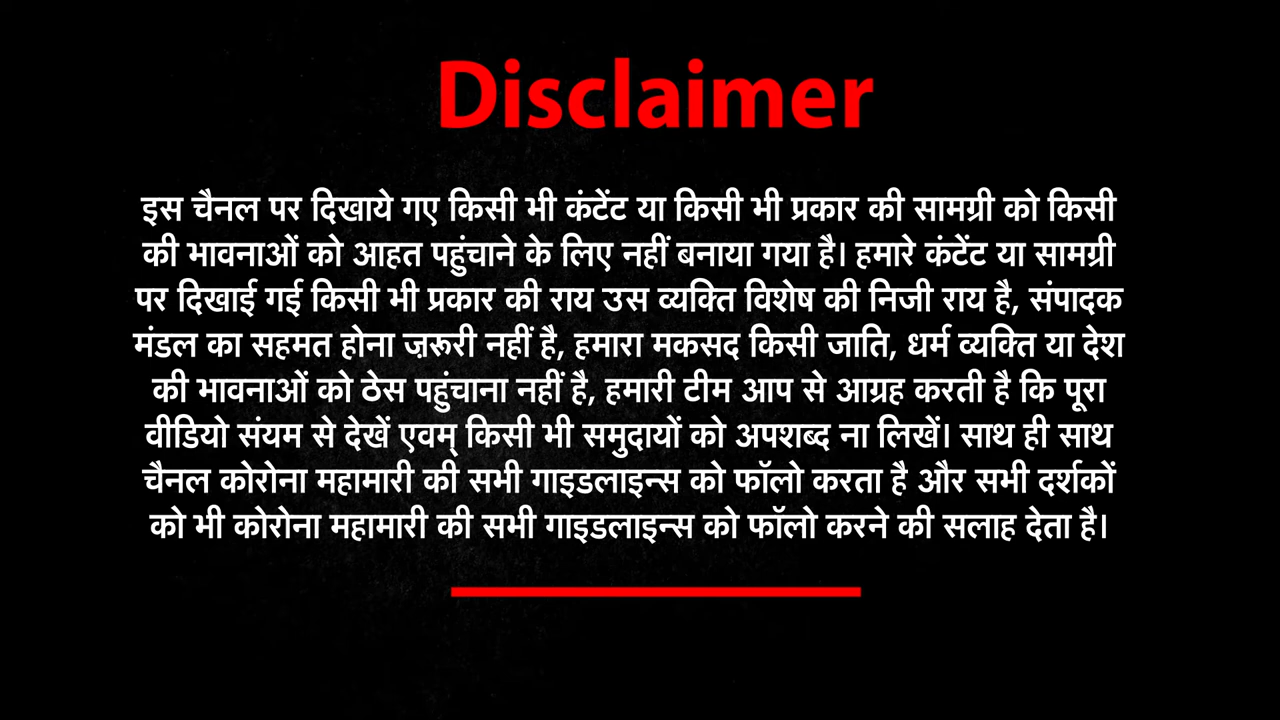 Disclaimer
इस चैनल पर दिखाये गए किसी भी कंटेंट या किसी भी प्रकार की सामग्री को किसी
की भावनाओं को आहत पहुंचाने के लिए नहीं बनाया गया है। हमारे कंटेंट या सामग्री
पर दिखाई गई किसी भी प्रकार की राय उस व्यक्ति विशेष की निजी राय है, संपादक
मंडल का सहमत होना ज़रूरी नहीं है, हमारा मकसद किसी जाति, धर्म व्यक्ति या देश
की भावनाओं को ठेस पहुंचाना नहीं है, हमारी टीम आप से आग्रह करती है कि पूरा
वीडियो संयम से देखें एवम् किसी भी समुदायों को अपशब्द ना लिखें। साथ ही साथ
चैनल कोरोना महामारी की सभी गाइडलाइन्स को फॉलो करता है और सभी दर्शकों
को भी कोरोना महामारी की सभी गाइडलाइन्स को फॉलो करने की सलाह देता है।